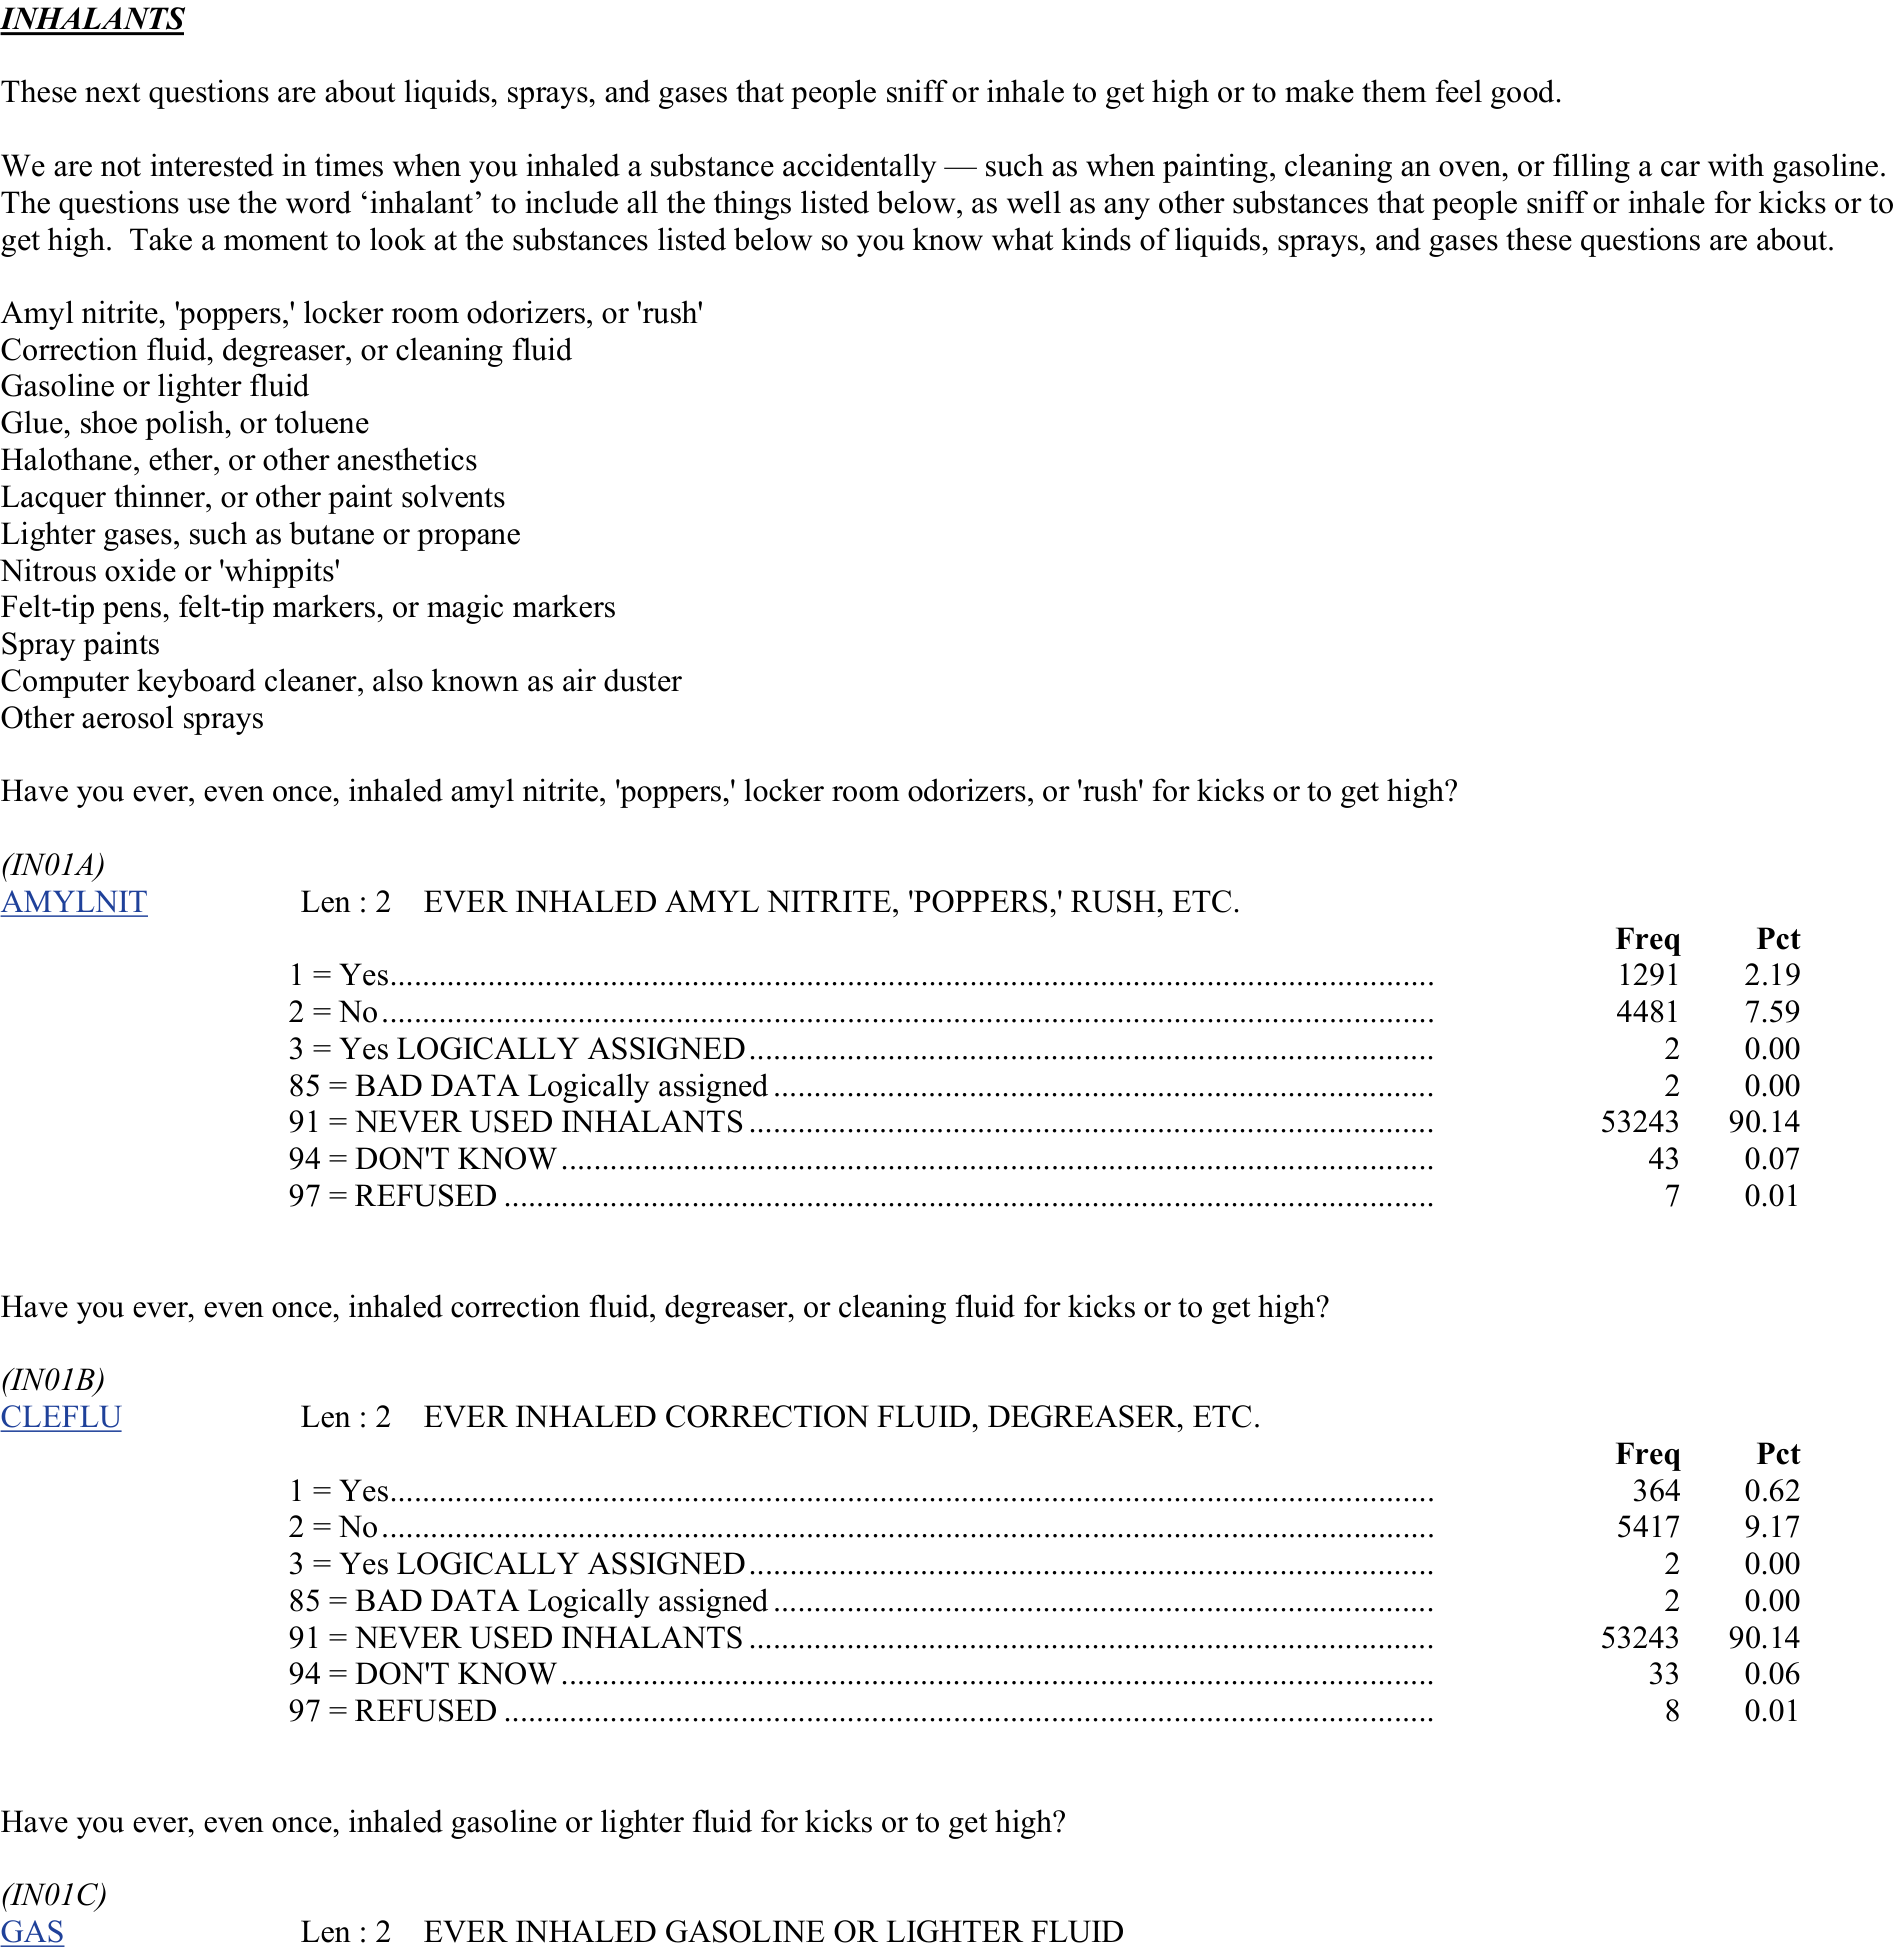 INHALANTS
These next questions are about liquids, sprays, and gases that people sniff or inhale to get high or to make them feel good.
We are not interested in times when you inhaled a substance accidentally — such as when painting, cleaning an oven, or filling a car with gasoline.
The questions use the word ‘inhalant’ to include all the things listed below, as well as any other substances that people sniff or inhale for kicks or to
get high.  Take a moment to look at the substances listed below so you know what kinds of liquids, sprays, and gases these questions are about.
Amyl nitrite, 'poppers,' locker room odorizers, or 'rush'
Correction fluid, degreaser, or cleaning fluid
Gasoline or lighter fluid
Glue, shoe polish, or toluene
Halothane, ether, or other anesthetics
Lacquer thinner, or other paint solvents
Lighter gases, such as butane or propane
Nitrous oxide or 'whippits'
Felt-tip pens, felt-tip markers, or magic markers
Spray paints
Computer keyboard cleaner, also known as air duster
Other aerosol sprays
Have you ever, even once, inhaled amyl nitrite, 'poppers,' locker room odorizers, or 'rush' for kicks or to get high?
(IN01A)
AMYLNIT Len : 2 EVER INHALED AMYL NITRITE, 'POPPERS,' RUSH, ETC.
Freq Pct
1 = Yes.......... 1291 2.19
2 = No.......... 4481 7.59
3 = Yes LOGICALLY ASSIGNED.......... 2 0.00
85 = BAD DATA Logically assigned.......... 2 0.00
91 = NEVER USED INHALANTS.......... 53243 90.14
94 = DON'T KNOW.......... 43 0.07
97 = REFUSED.......... 7 0.01
Have you ever, even once, inhaled correction fluid, degreaser, or cleaning fluid for kicks or to get high?
(IN01B)
CLEFLU Len : 2 EVER INHALED CORRECTION FLUID, DEGREASER, ETC.
Freq Pct
1 = Yes.......... 364 0.62
2 = No.......... 5417 9.17
3 = Yes LOGICALLY ASSIGNED.......... 2 0.00
85 = BAD DATA Logically assigned.......... 2 0.00
91 = NEVER USED INHALANTS.......... 53243 90.14
94 = DON'T KNOW.......... 33 0.06
97 = REFUSED.......... 8 0.01
Have you ever, even once, inhaled gasoline or lighter fluid for kicks or to get high?
(IN01C)
GAS Len : 2 EVER INHALED GASOLINE OR LIGHTER FLUID